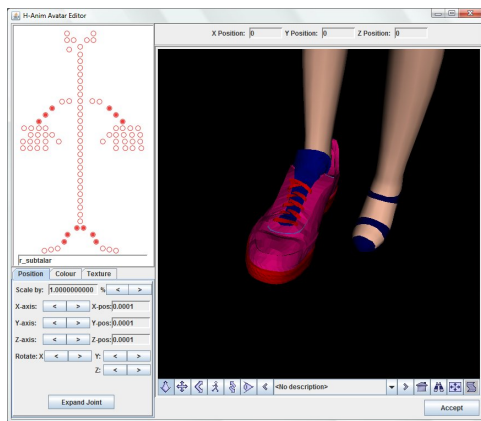 H-Anim Avatar Editor
X Position: 0 Y Position: 0 Z Position: 0
r_subtalar
Position Colour Texture
Scale by: 1.0000000000 % < >
X-axis: < > X-pos: 0.0001
Y-axis: < > Y-pos: 0.0001
Z-axis: < > Z-pos: 0.0001
Rotate: X < > Y: < >
Z: < >
Expand Joint
<No description>
Accept